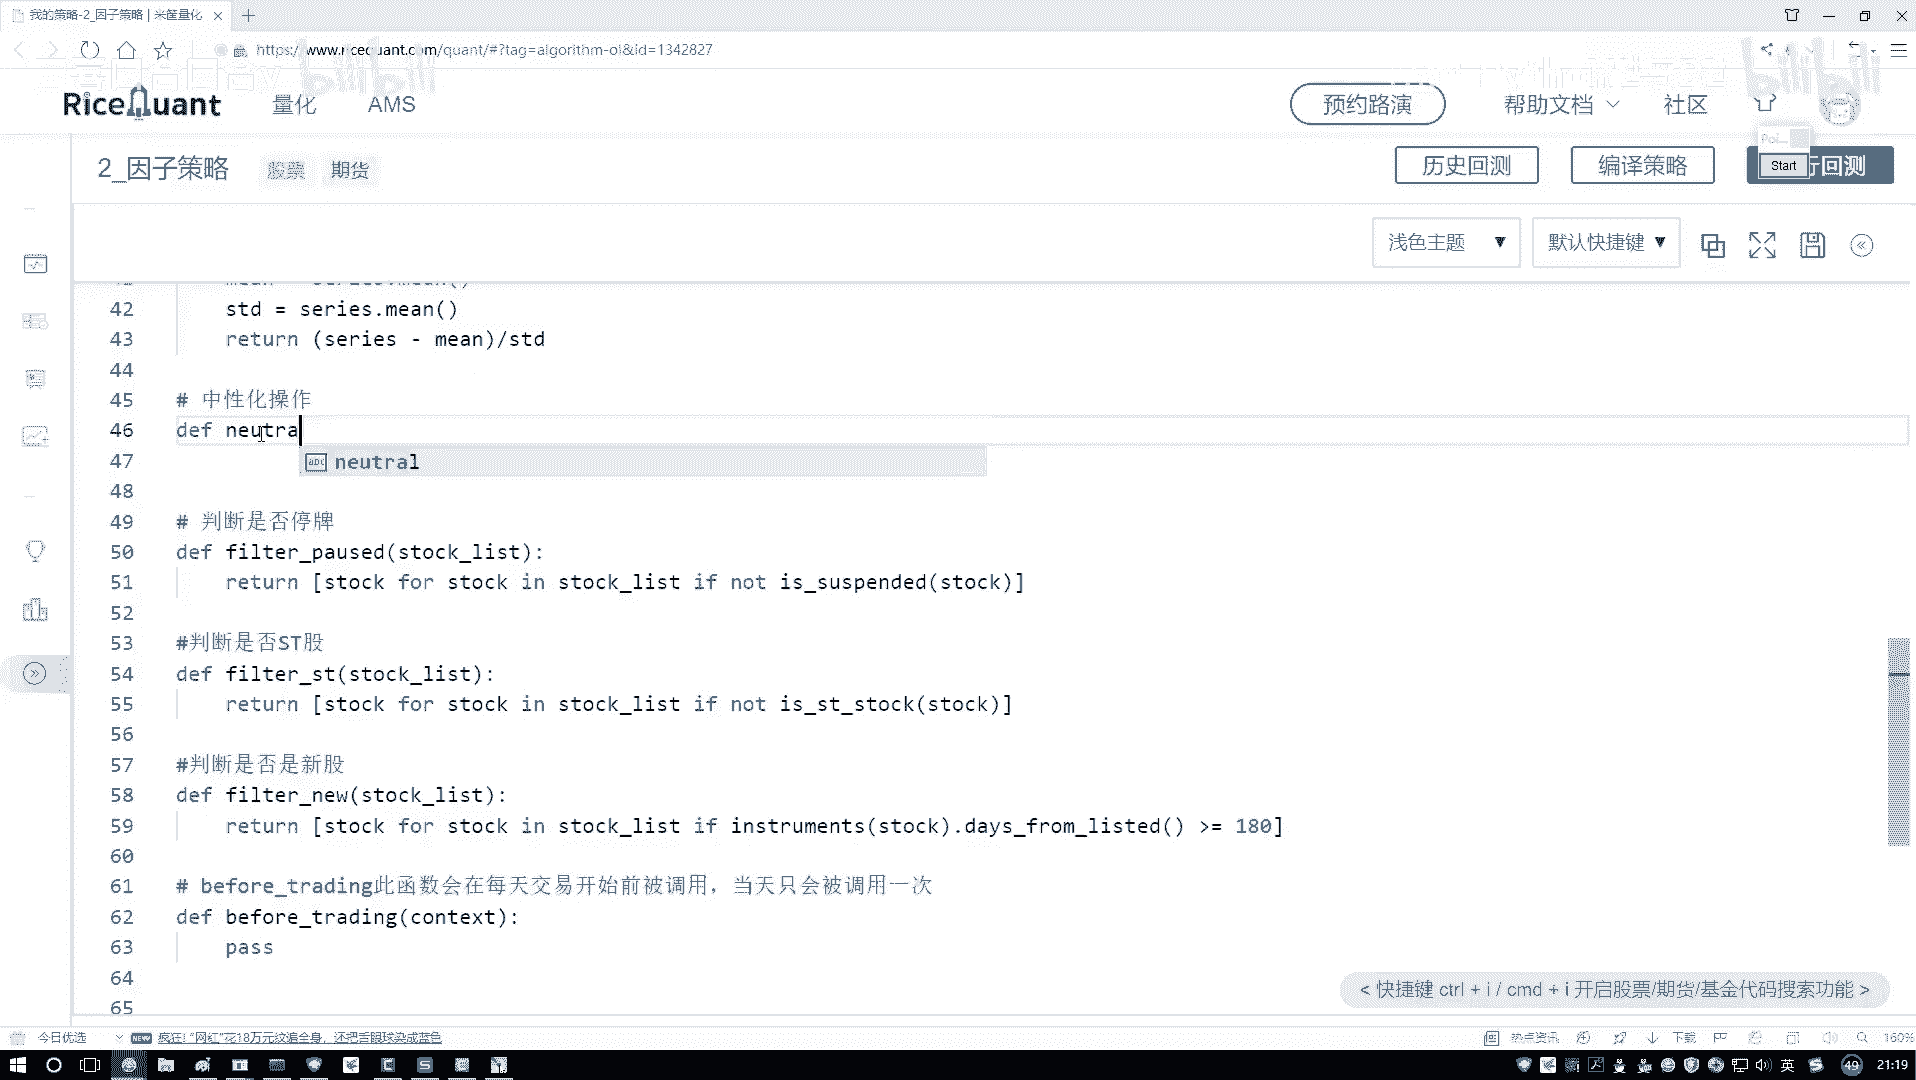 我的策略-2_因子策略 | 米筐量化
https://www.ricequant.com/quant/#?tag=algorithm-ol&id=1342827
RiceQuant 量化 AMS 预约路演 帮助文档 社区
2_因子策略 股票 期货 历史回测 编译策略 行回测
Start
浅色主题 默认快捷键
42 std = series.mean()
43 return (series - mean)/std
44
45 # 中性化操作
46 def neutra
47 neutral
48
49 # 判断是否停牌
50 def filter_paused(stock_list):
51 return [stock for stock in stock_list if not is_suspended(stock)]
52
53 #判断是否ST股
54 def filter_st(stock_list):
55 return [stock for stock in stock_list if not is_st_stock(stock)]
56
57 #判断是否是新股
58 def filter_new(stock_list):
59 return [stock for stock in stock_list if instruments(stock).days_from_listed() >= 180]
60
61 # before_trading此函数会在每天交易开始前被调用，当天只会被调用一次
62 def before_trading(context):
63 pass
64
65
< 快捷键 ctrl + i / cmd + i 开启股票/期货/基金代码搜索功能 >
今日优选 NEW 疯狂! "网红"花18万元纹遍全身，还把舌眼球染成蓝色 热点资讯 下载 160%
英 49 21:19